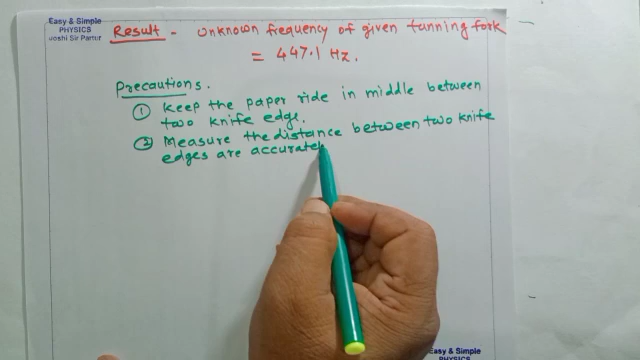 Easy & Simple
PHYSICS
Joshi Sir Partur
Result - Unknown frequency of given tunning fork
= 447.1 Hz.
Precautions.
① Keep the paper ride in middle between
two knife edge.
② Measure the distance between two knife
edges are accurately
Easy & Simple
PHYSICS